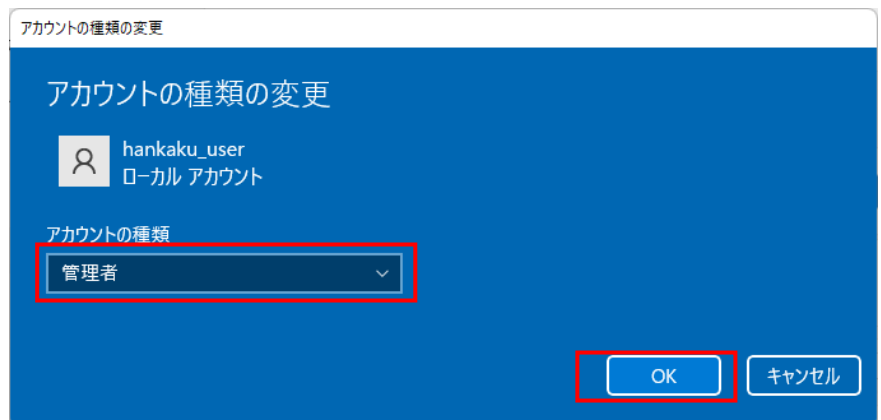 アカウントの種類の変更
アカウントの種類の変更
hankaku_user
ローカル アカウント
アカウントの種類
管理者
OK
キャンセル